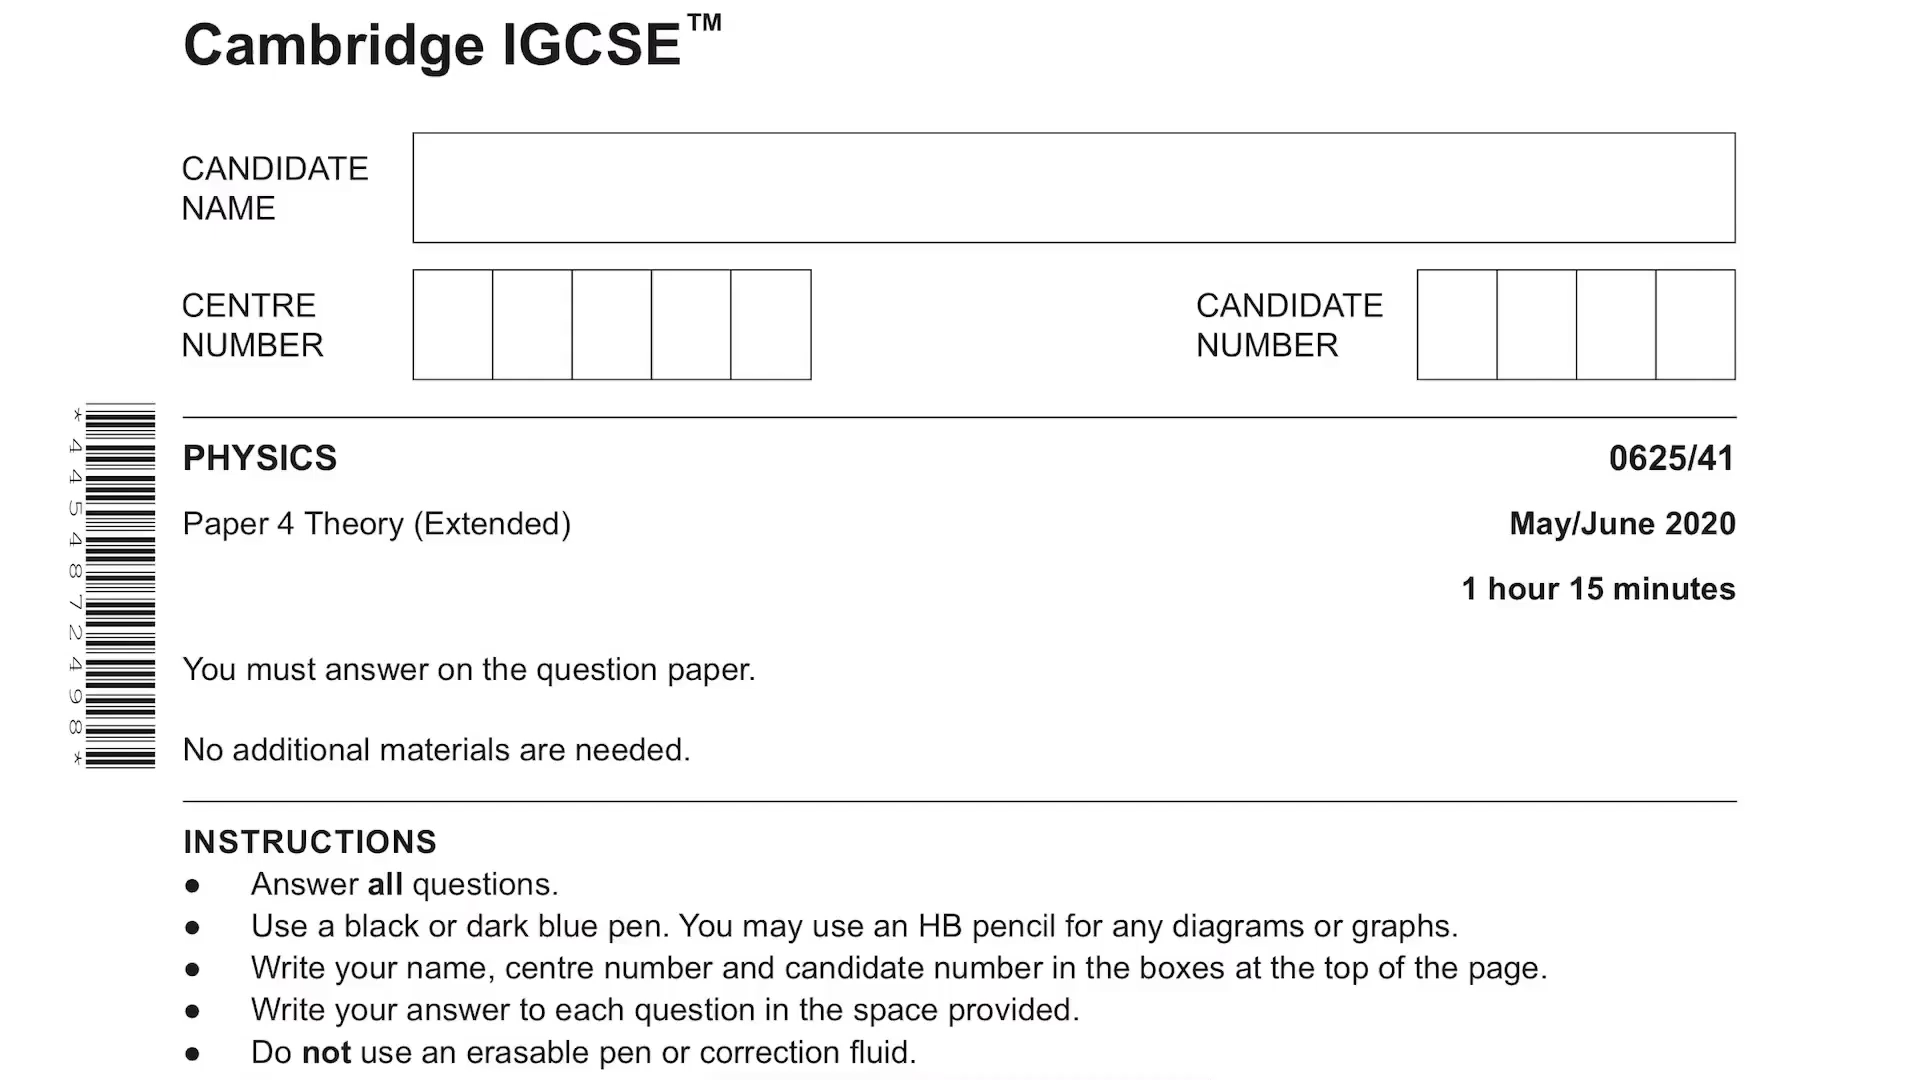 Cambridge IGCSE™
CANDIDATE
NAME
CENTRE
NUMBER
CANDIDATE
NUMBER
*4454872498*
PHYSICS 0625/41
Paper 4 Theory (Extended) May/June 2020
1 hour 15 minutes
You must answer on the question paper.
No additional materials are needed.
INSTRUCTIONS
● Answer all questions.
● Use a black or dark blue pen. You may use an HB pencil for any diagrams or graphs.
● Write your name, centre number and candidate number in the boxes at the top of the page.
● Write your answer to each question in the space provided.
● Do not use an erasable pen or correction fluid.